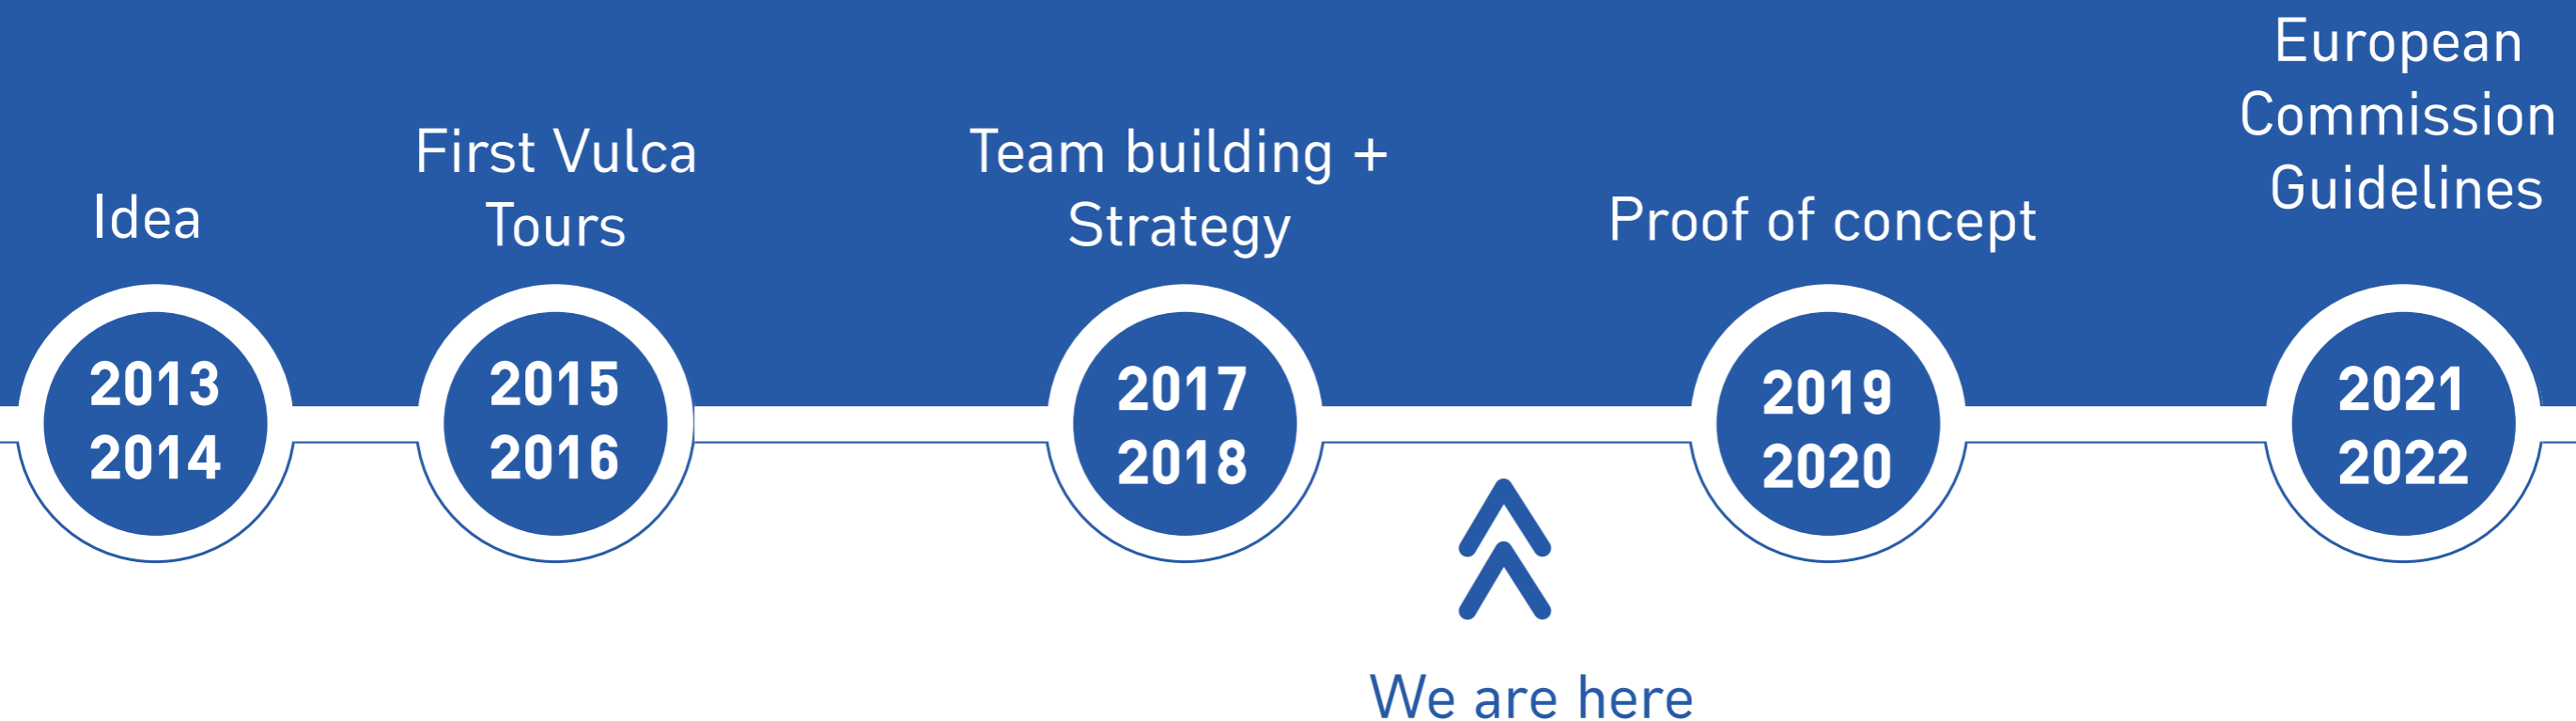 Idea
2013
2014
First Vulca
Tours
2015
2016
Team building +
Strategy
2017
2018
We are here
Proof of concept
2019
2020
European
Commission
Guidelines
2021
2022